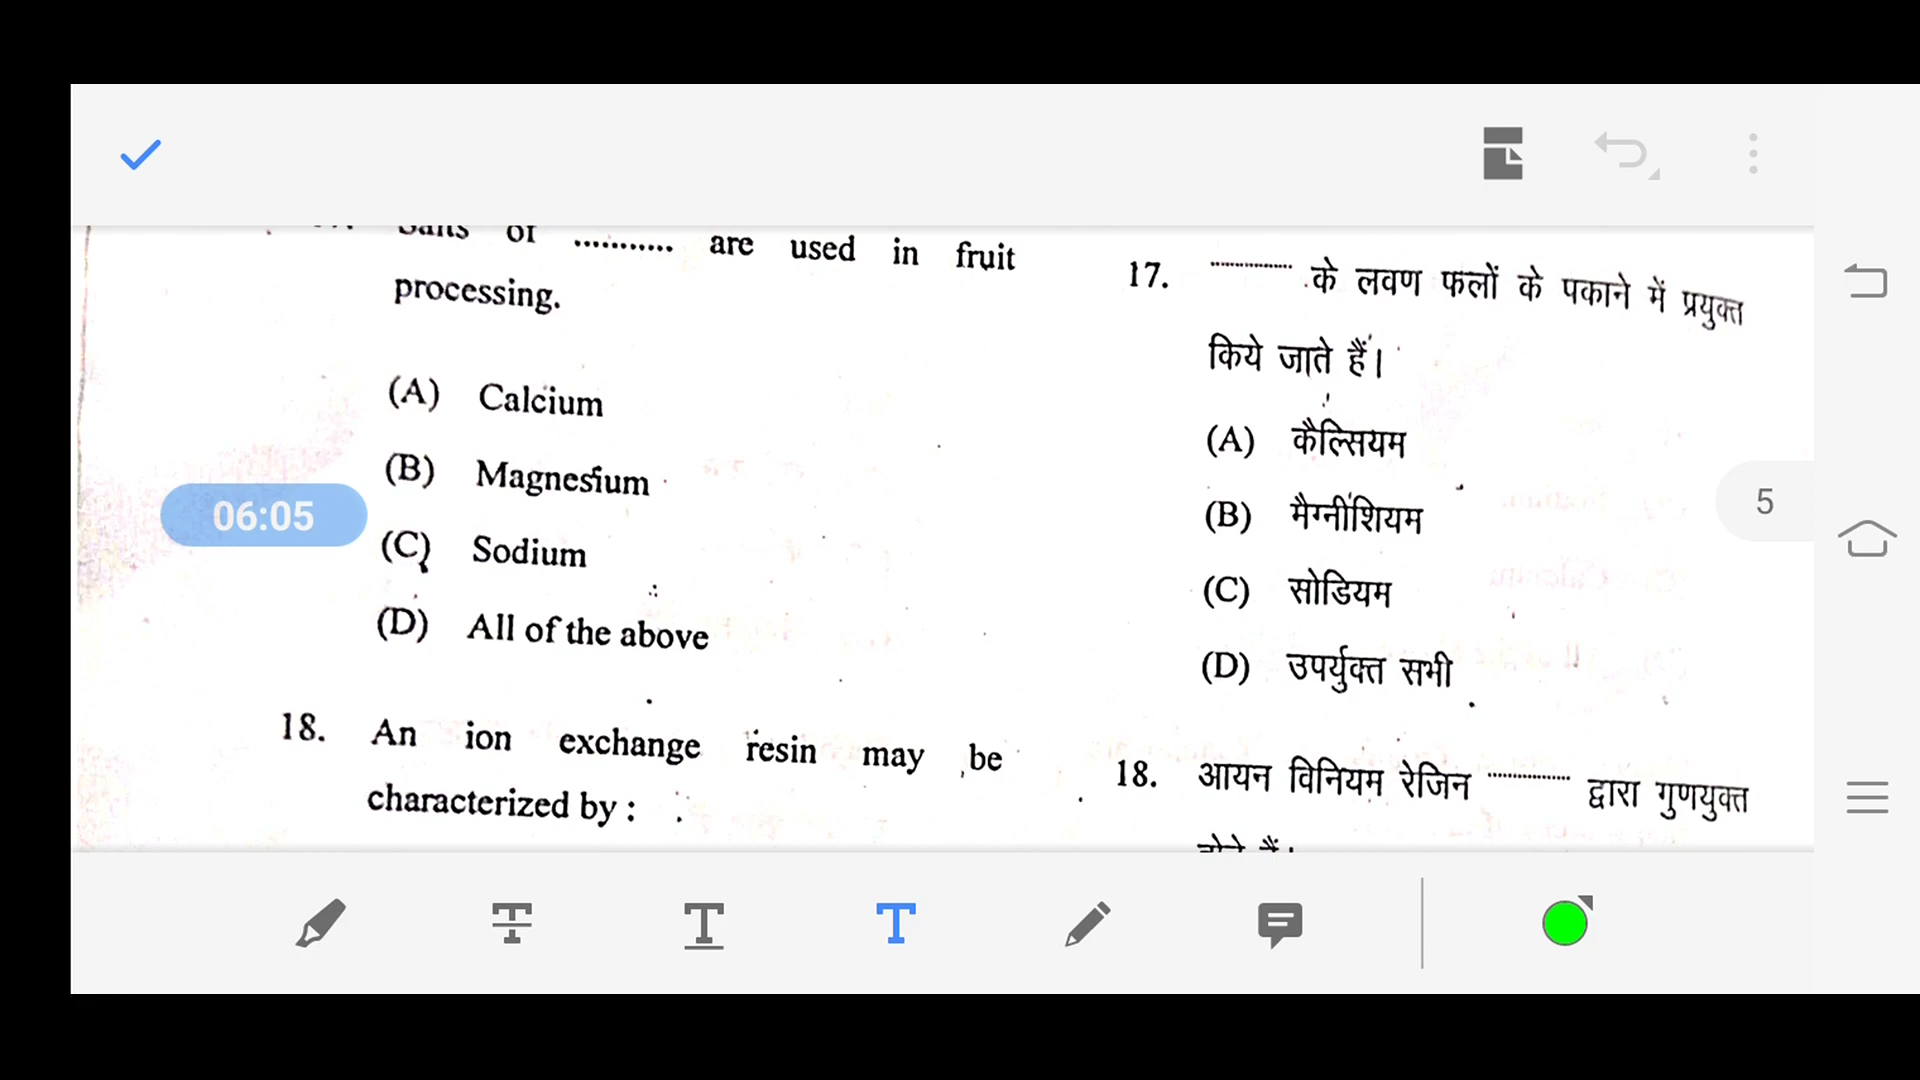 Salts of ........... are used in fruit
processing.
(A) Calcium
(B) Magnesium
(C) Sodium
(D) All of the above
18. An ion exchange resin may be
characterized by :
17. ................ के लवण फलों के पकाने में प्रयुक्त
किये जाते हैं।
(A) कैल्सियम
(B) मैग्नीशियम
(C) सोडियम
(D) उपर्युक्त सभी
18. आयन विनियम रेजिन ................ द्वारा गुणयुक्त
होते हैं।
06:05
5